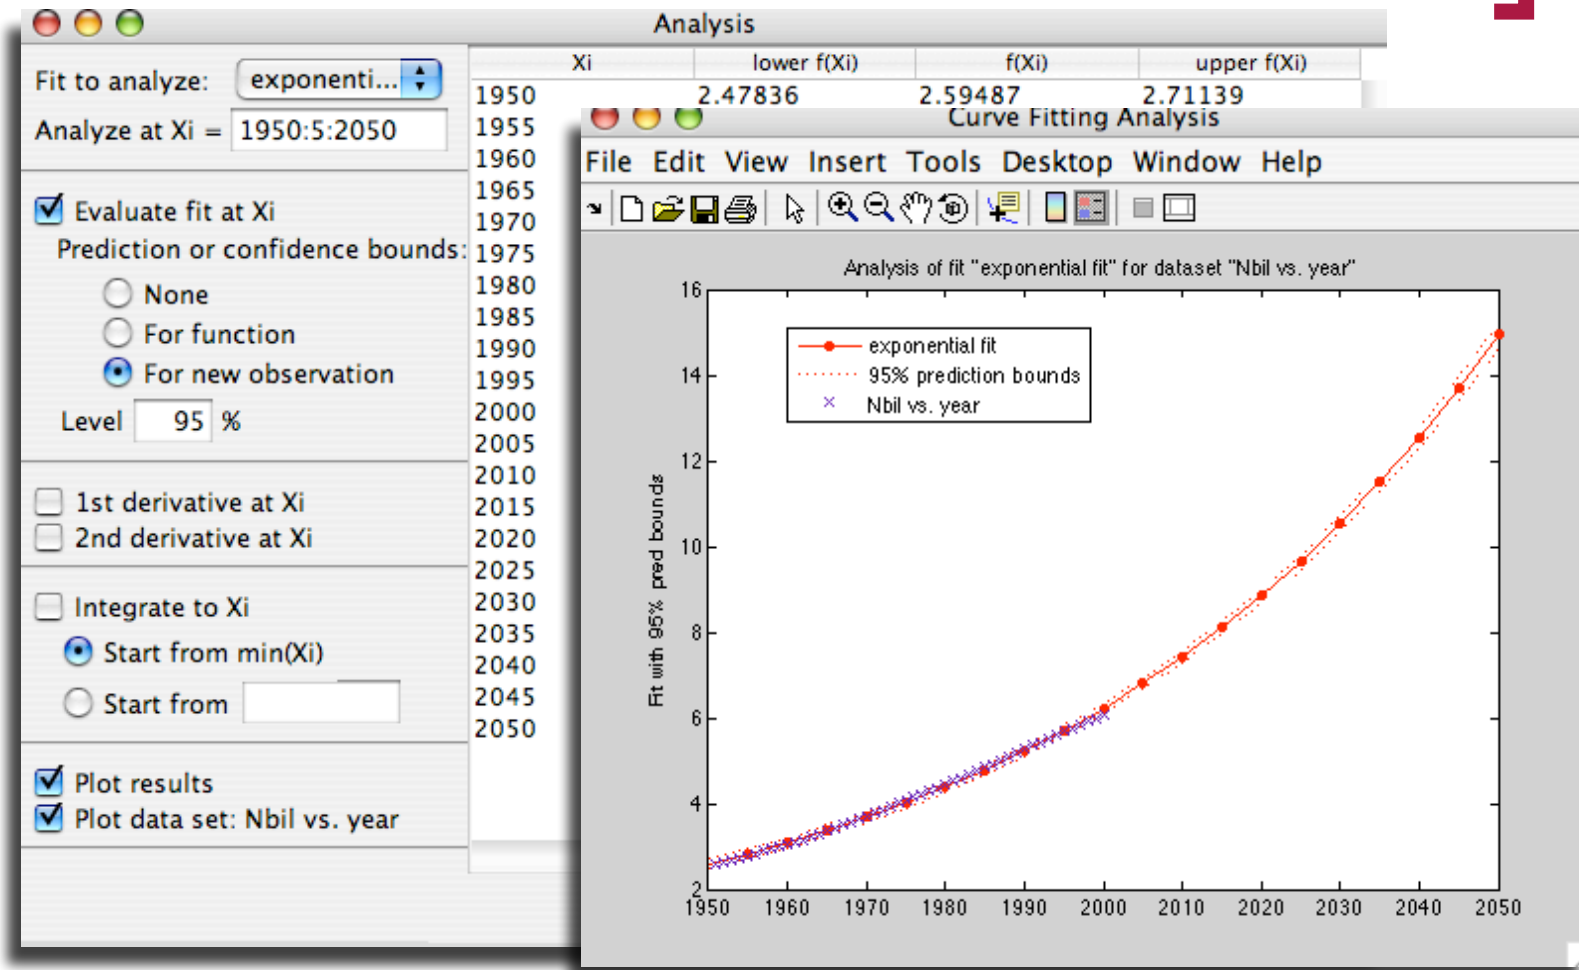 Analysis
Fit to analyze: exponenti...
Analyze at Xi = 1950:5:2050
Evaluate fit at Xi
Prediction or confidence bounds:
None
For function
For new observation
Level 95 %
1st derivative at Xi
2nd derivative at Xi
Integrate to Xi
Start from min(Xi)
Start from
Plot results
Plot data set: Nbil vs. year
Xi lower f(Xi) f(Xi) upper f(Xi)
1950 2.47836 2.59487 2.71139
1955
1960
1965
1970
1975
1980
1985
1990
1995
2000
2005
2010
2015
2020
2025
2030
2035
2040
2045
2050
Curve Fitting Analysis
File Edit View Insert Tools Desktop Window Help
Analysis of fit "exponential fit" for dataset "Nbil vs. year"
exponential fit
95% prediction bounds
Nbil vs. year
Fit with 95% pred bounds
16
14
12
10
8
6
4
2
1950 1960 1970 1980 1990 2000 2010 2020 2030 2040 2050